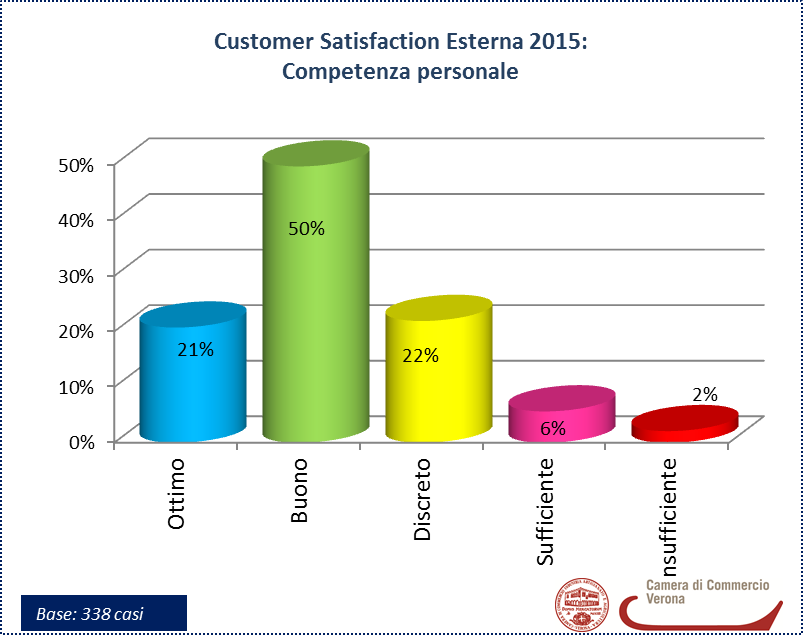 Customer Satisfaction Esterna 2015:
Competenza personale
50%
40%
30%
20%
10%
0%
21%
50%
22%
6%
2%
Ottimo
Buono
Discreto
Sufficiente
nsufficiente
Base: 338 casi
Camera di Commercio
Verona